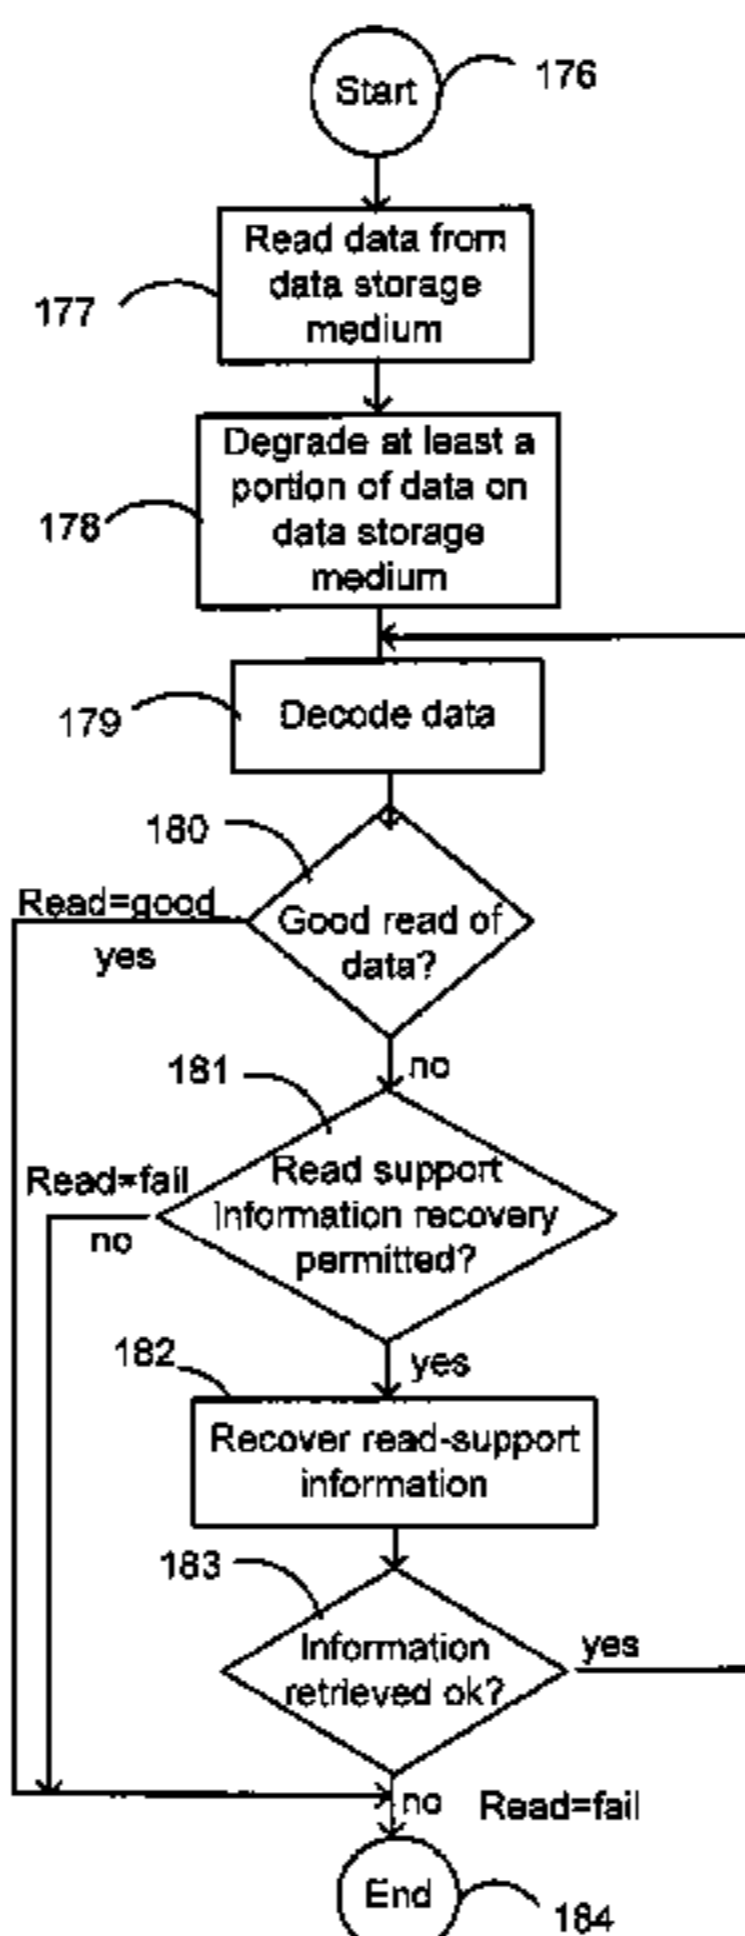 Start
176
Read data from
data storage
medium
177
Degrade at least a
portion of data on
data storage
medium
178
Decode data
179
180
Read=good
yes
Good read of
data?
no
181
Read=fail
no
Read support
information recovery
permitted?
yes
182
Recover read-support
information
183
Information
retrieved ok?
yes
no
Read=fail
End
184